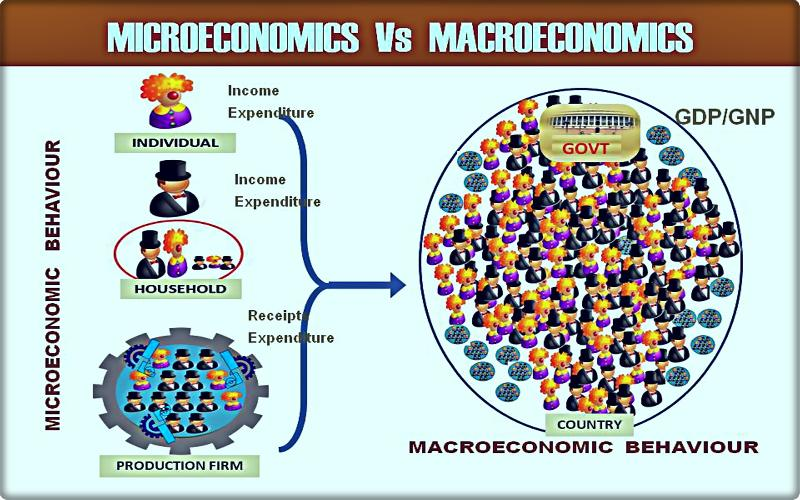 MICROECONOMICS Vs MACROECONOMICS
Income
Expenditure
INDIVIDUAL
Income
Expenditure
HOUSEHOLD
Receipts
Expenditure
PRODUCTION FIRM
MICROECONOMIC BEHAVIOUR
GDP/GNP
GOVT
COUNTRY
MACROECONOMIC BEHAVIOUR